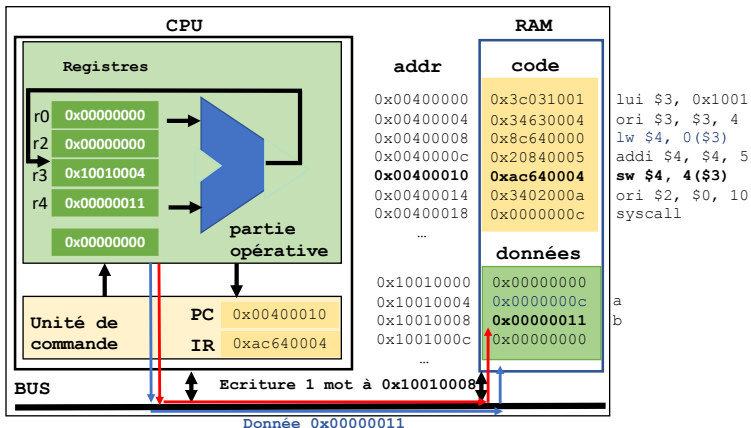 CPU
RAM
Registres
addr
code
r0 0x00000000
r2 0x00000000
r3 0x10010004
r4 0x00000011
0x00000000
partie
opérative
0x00400000 0x3c031001 lui $3, 0x1001
0x00400004 0x34630004 ori $3, $3, 4
0x00400008 0x8c640000 lw $4, 0($3)
0x0040000c 0x20840005 addi $4, $4, 5
0x00400010 0xac640004 sw $4, 4($3)
0x00400014 0x3402000a ori $2, $0, 10
0x00400018 0x0000000c syscall
…
données
0x10010000 0x00000000
0x10010004 0x0000000c a
0x10010008 0x00000011 b
0x1001000c 0x00000000
…
Unité de
commande
PC 0x00400010
IR 0xac640004
BUS
Ecriture 1 mot à 0x10010008
Donnée 0x00000011